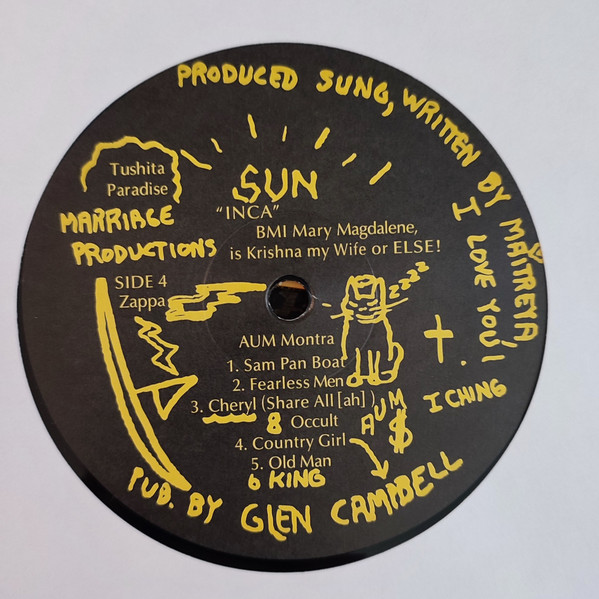 PRODUCED SUNG, WRITTEN BY MAITREYA,
I LOVE YOU!
Tushita
Paradise
SUN
"INCA"
MARRIAGE
PRODUCTIONS
BMI Mary Magdalene,
is Krishna my Wife or ELSE!
SIDE 4
Zappa
ZZZZ
AUM Montra
1. Sam Pan Boat
2. Fearless Men
3. Cheryl (Share All [ah] )
8 Occult
AUM
$
I CHING
4. Country Girl
5. Old Man
6 KING
PUB. BY GLEN CAMPBELL